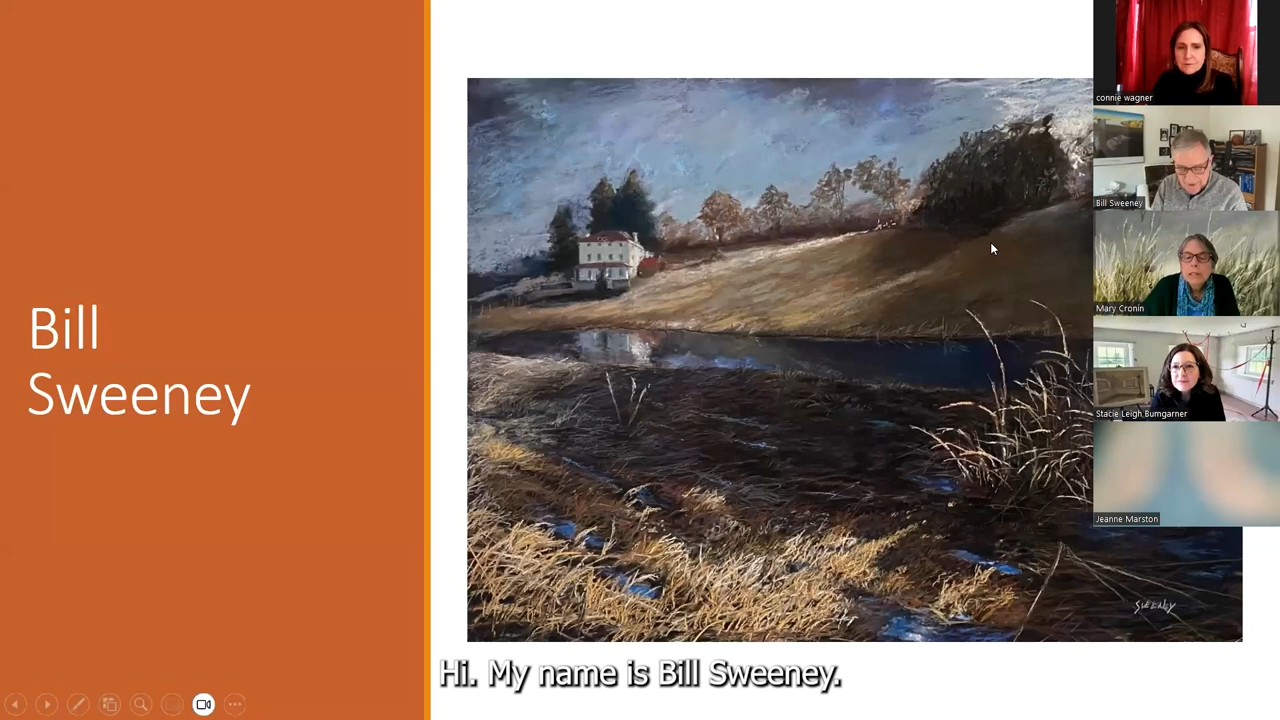 Bill
Sweeney
connie wagner
Bill Sweeney
Mary Cronin
Stacie Leigh Bumgarner
Jeanne Marston
SWEENEY
Hi. My name is Bill Sweeney.